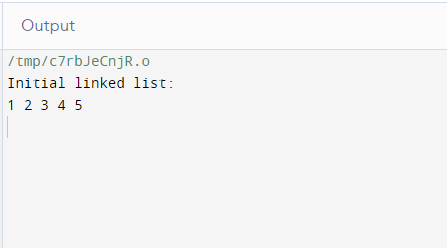 Output
/tmp/c7rbJeCnjR.o
Initial linked list:
1 2 3 4 5